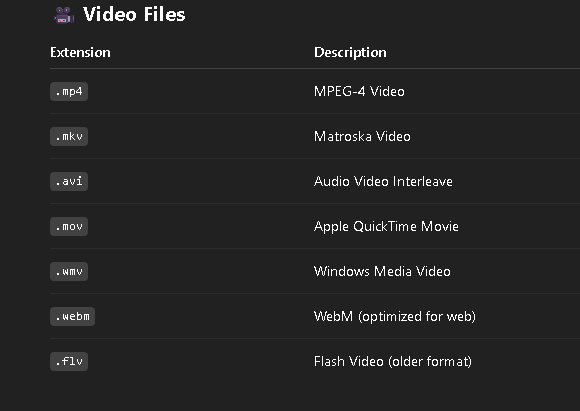 🎥 Video Files
Extension Description
.mp4 MPEG-4 Video
.mkv Matroska Video
.avi Audio Video Interleave
.mov Apple QuickTime Movie
.wmv Windows Media Video
.webm WebM (optimized for web)
.flv Flash Video (older format)